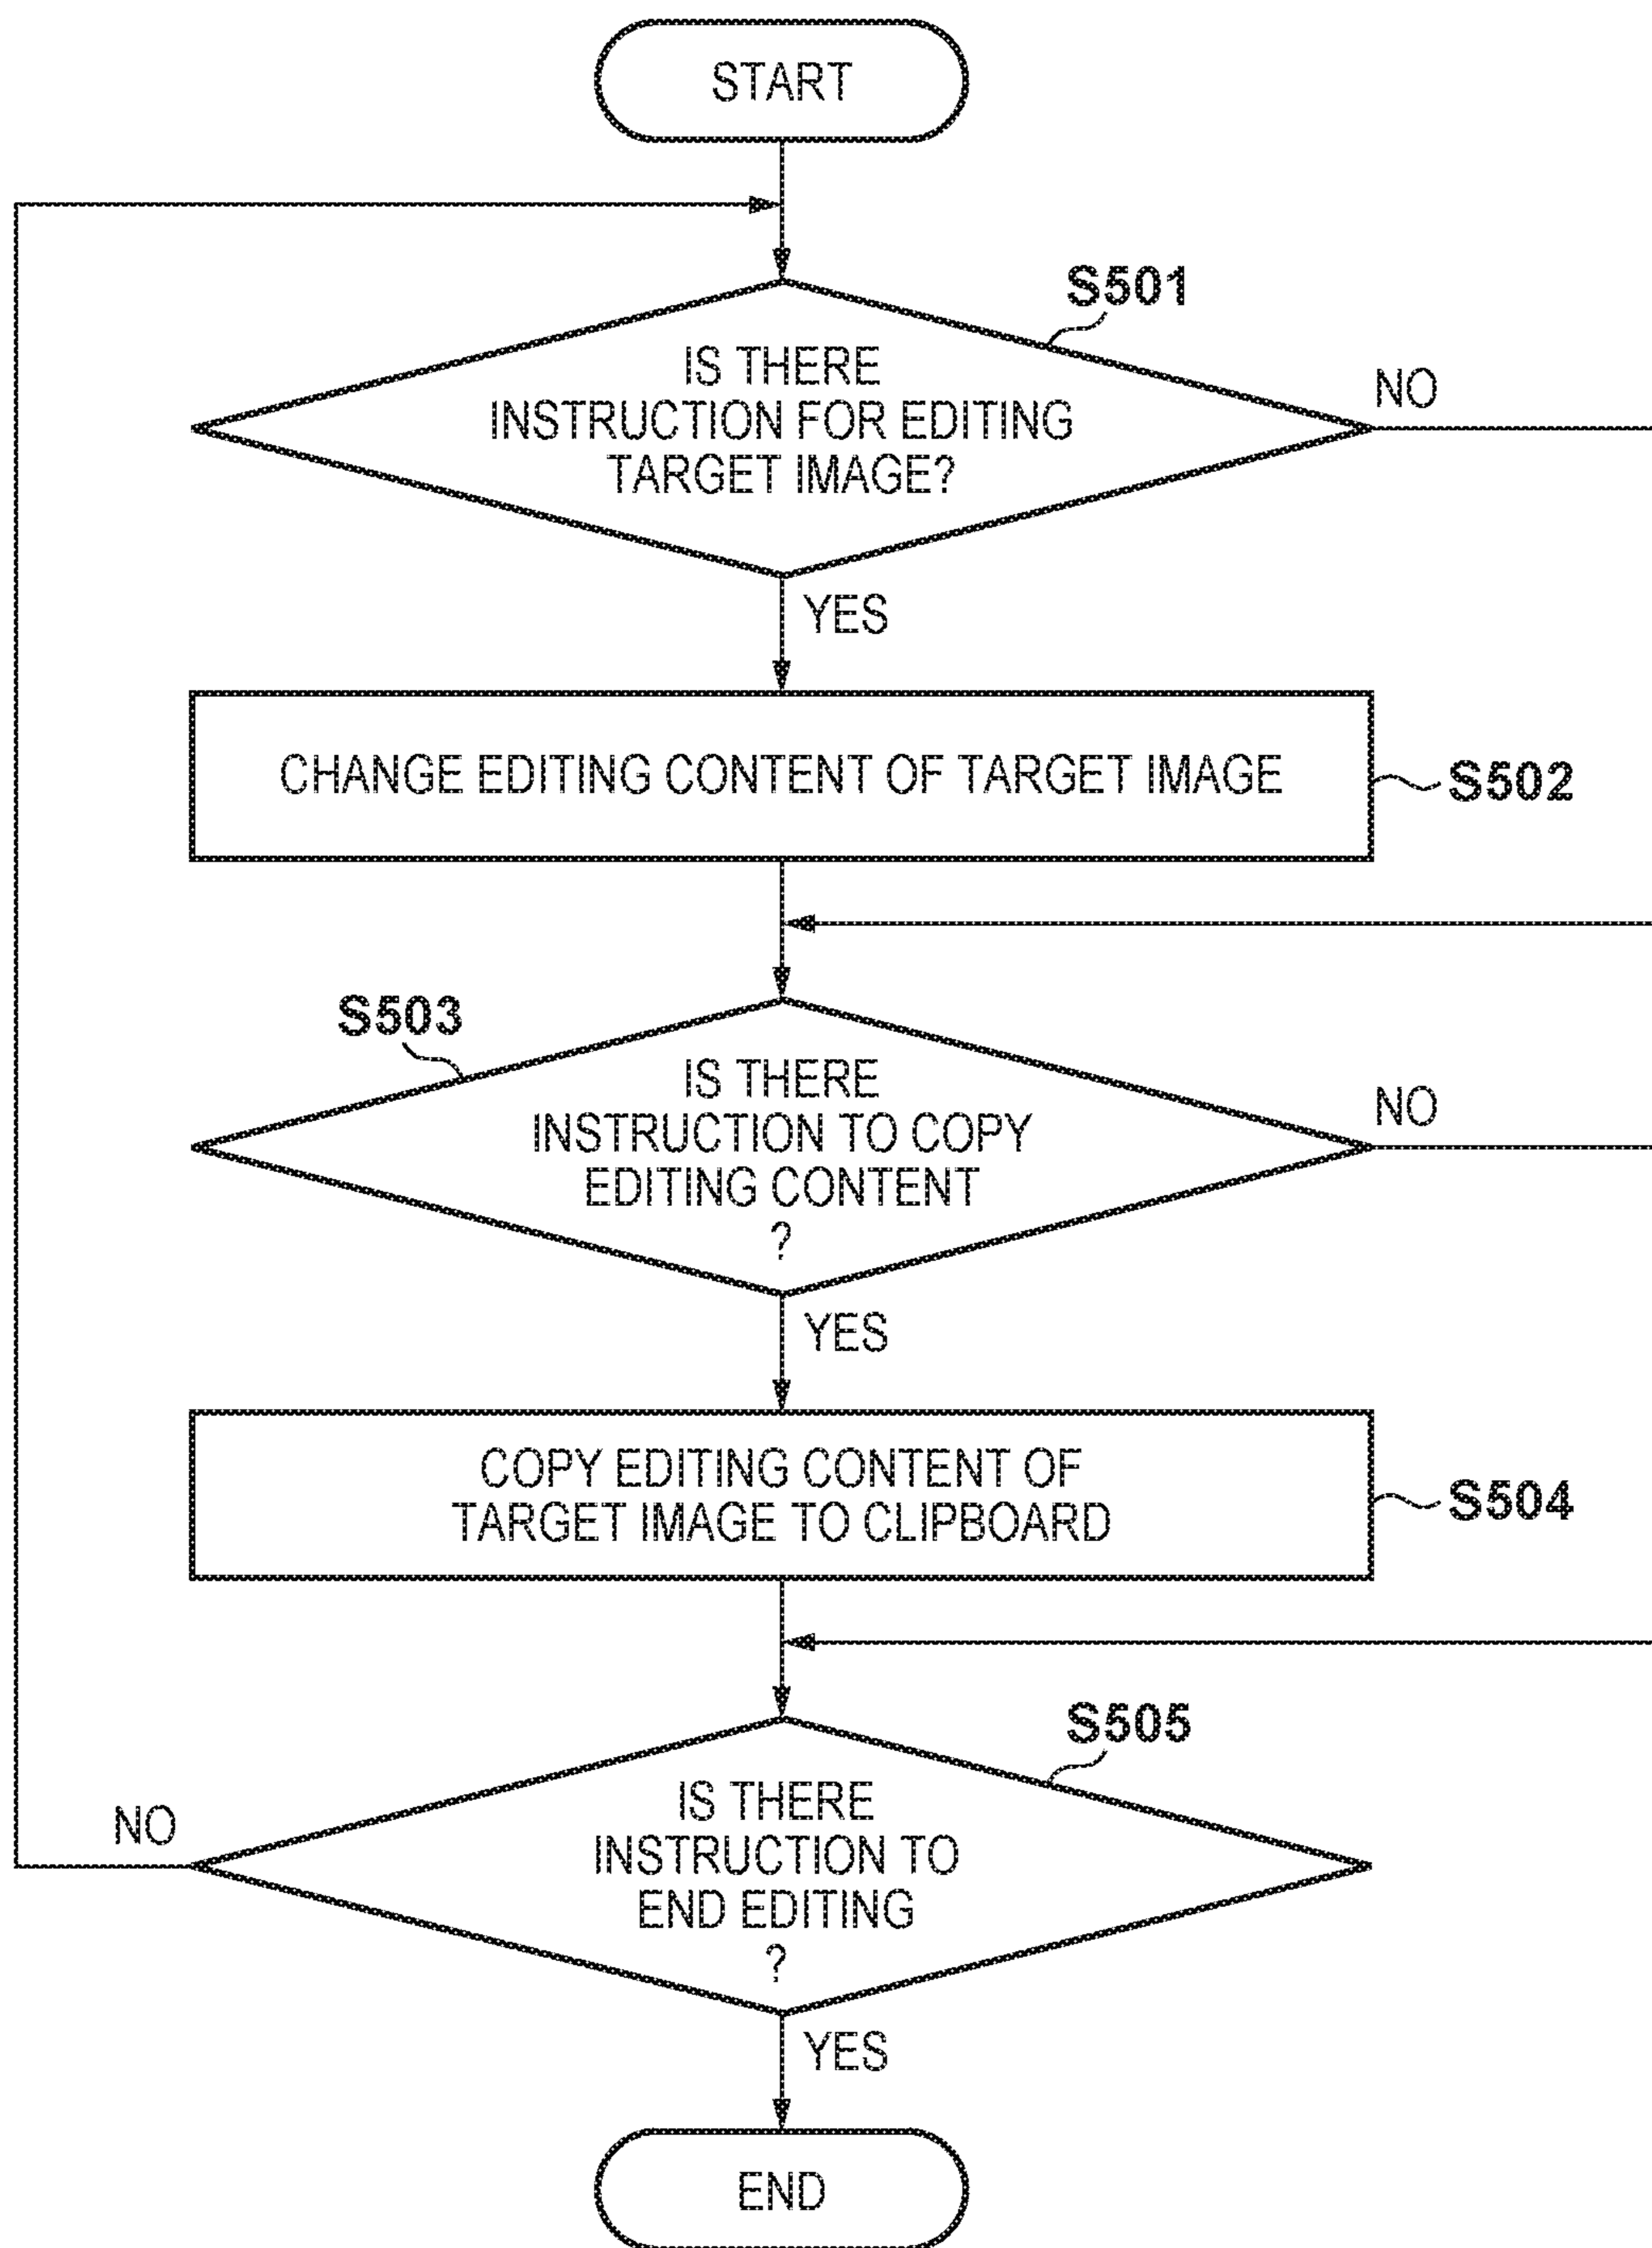 START
S501
IS THERE
INSTRUCTION FOR EDITING
TARGET IMAGE?
NO
YES
CHANGE EDITING CONTENT OF TARGET IMAGE
S502
S503
IS THERE
INSTRUCTION TO COPY
EDITING CONTENT
?
NO
YES
COPY EDITING CONTENT OF
TARGET IMAGE TO CLIPBOARD
S504
S505
IS THERE
INSTRUCTION TO
END EDITING
?
NO
YES
END